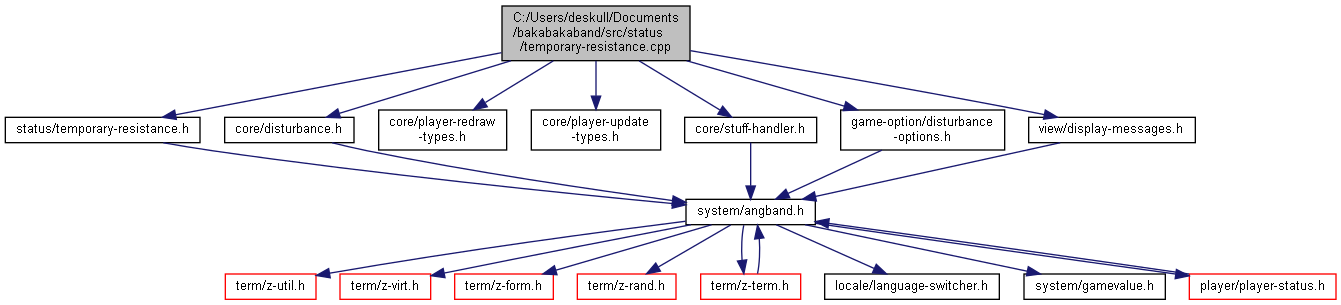 C:/Users/deskull/Documents
/bakabakaband/src/status
/temporary-resistance.cpp
status/temporary-resistance.h
core/disturbance.h
core/player-redraw
-types.h
core/player-update
-types.h
core/stuff-handler.h
game-option/disturbance
-options.h
view/display-messages.h
system/angband.h
term/z-util.h
term/z-virt.h
term/z-form.h
term/z-rand.h
term/z-term.h
locale/language-switcher.h
system/gamevalue.h
player/player-status.h